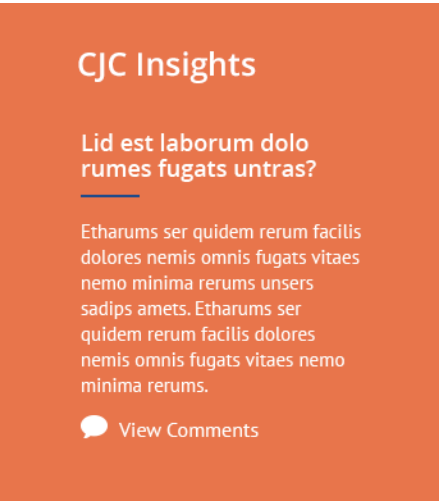 CJC Insights
Lid est laborum dolo
rumes fugats untras?
Etharums ser quidem rerum facilis
dolores nemis omnis fugats vitaes
nemo minima rerums unsers
sadips amets. Etharums ser
quidem rerum facilis dolores
nemis omnis fugats vitaes nemo
minima rerums.
View Comments